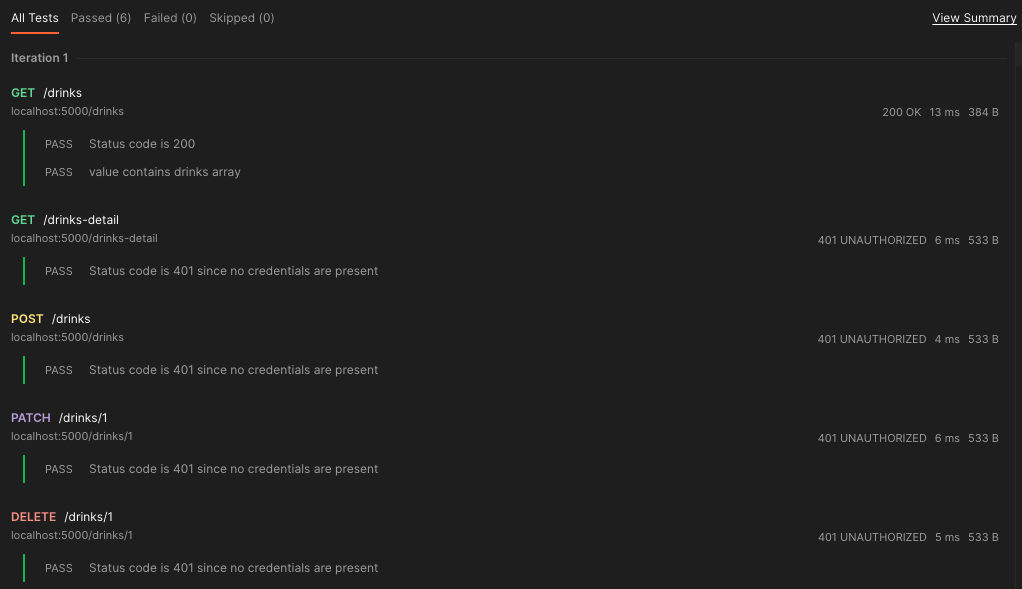 All Tests Passed (6) Failed (0) Skipped (0) View Summary
Iteration 1
GET /drinks
localhost:5000/drinks 200 OK 13 ms 384 B
PASS Status code is 200
PASS value contains drinks array
GET /drinks-detail
localhost:5000/drinks-detail 401 UNAUTHORIZED 6 ms 533 B
PASS Status code is 401 since no credentials are present
POST /drinks
localhost:5000/drinks 401 UNAUTHORIZED 4 ms 533 B
PASS Status code is 401 since no credentials are present
PATCH /drinks/1
localhost:5000/drinks/1 401 UNAUTHORIZED 6 ms 533 B
PASS Status code is 401 since no credentials are present
DELETE /drinks/1
localhost:5000/drinks/1 401 UNAUTHORIZED 5 ms 533 B
PASS Status code is 401 since no credentials are present